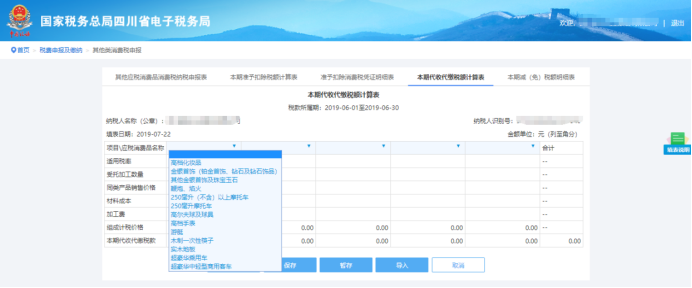 国家税务总局四川省电子税务局
欢迎, | 退出
首页 > 税费申报及缴纳 > 其他类消费税申报
其他应税消费品消费税纳税申报表 本期准予扣除税额计算表 准予扣除消费税凭证明细表 本期代收代缴税额计算表 本期减（免）税额明细表
本期代收代缴税额计算表
税款所属期：2019-06-01至2019-06-30
纳税人名称（公章）： 纳税人识别号：
填表日期：2019-07-22 金额单位：元（列至角分）
项目\应税消费品名称 合计
适用税率 --
受托加工数量 --
同类产品销售价格 --
材料成本 --
加工费 --
组成计税价格 0.00 0.00 0.00 0.00 --
本期代收代缴税款 0.00 0.00 0.00 0.00 0.00
高档化妆品
金银首饰（铂金首饰、钻石及钻石饰品）
其他金银首饰及珠宝玉石
鞭炮、焰火
250毫升（不含）以上摩托车
250毫升摩托车
高尔夫球及球具
高档手表
游艇
木制一次性筷子
实木地板
超豪华乘用车
超豪华中轻型商用客车
保存 暂存 导入 取消
填表说明